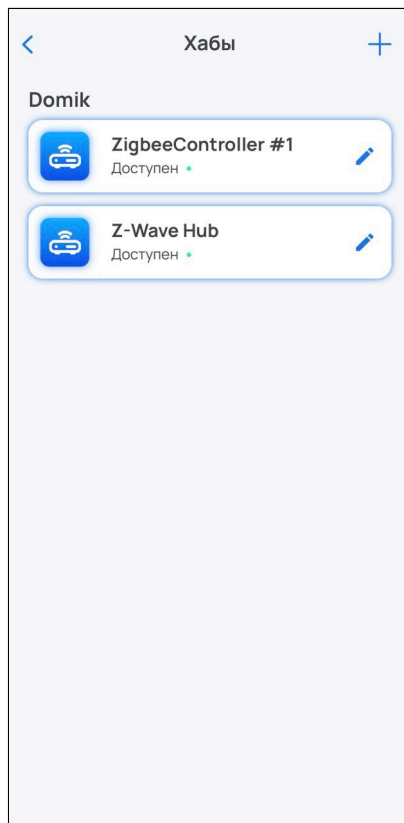 Хабы
Domik
ZigbeeController #1
Доступен
Z-Wave Hub
Доступен